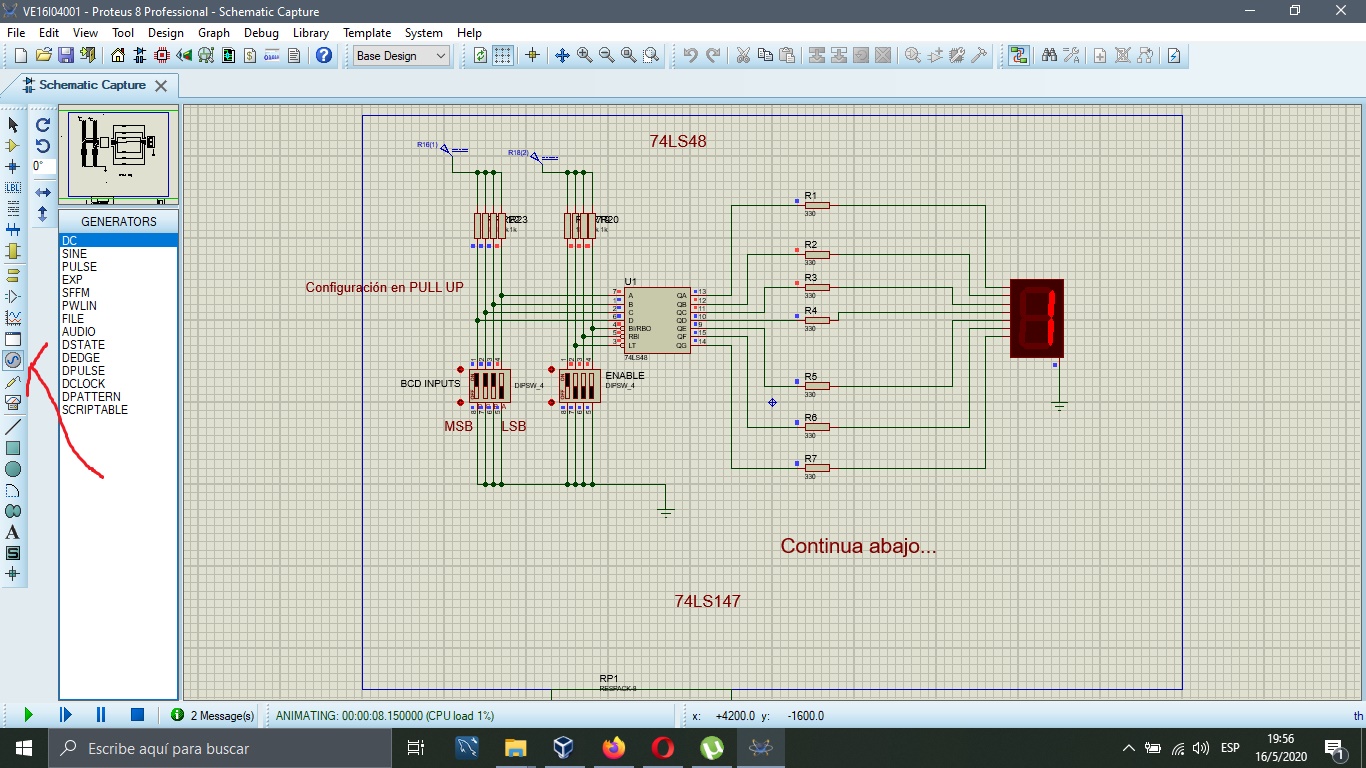 VE16I04001 - Proteus 8 Professional - Schematic Capture
File Edit View Tool Design Graph Debug Library Template System Help
Base Design
Schematic Capture
0°
GENERATORS
DC
SINE
PULSE
EXP
SFFM
PWLIN
FILE
AUDIO
DSTATE
DEDGE
DPULSE
DCLOCK
DPATTERN
SCRIPTABLE
LBL
A
S
74LS48
R16(1)
R18(2)
R1
330
R2
330
R3
330
R4
330
R5
330
R6
330
R7
330
Configuración en PULL UP
U1
7 A QA 13
1 B QB 12
2 C QC 11
6 D QD 10
4 BI/RBO QE 9
5 RBI QF 15
3 LT QG 14
74LS48
1
BCD INPUTS
DIPSW_4
ENABLE
DIPSW_4
MSB LSB
Continua abajo...
74LS147
RP1
RESPACK-8
2 Message(s)
ANIMATING: 00:00:08.150000 (CPU load 1%)
x: +4200.0 y: -1600.0
th
Escribe aquí para buscar
ESP
19:56
16/5/2020
1